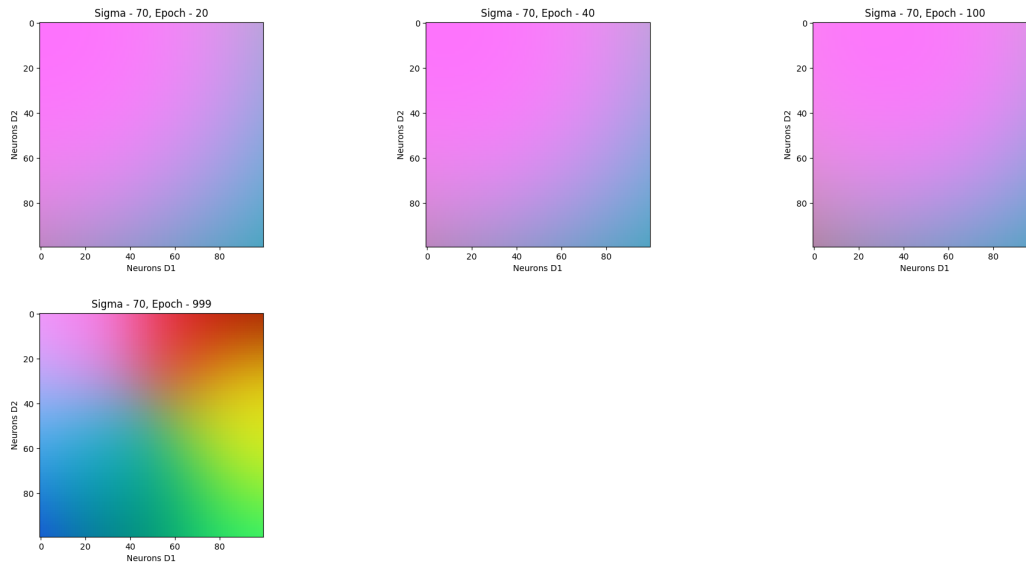 Sigma - 70, Epoch - 20
0
20
40
60
80
Neurons D2
0 20 40 60 80
Neurons D1
Sigma - 70, Epoch - 40
0
20
40
60
80
Neurons D2
0 20 40 60 80
Neurons D1
Sigma - 70, Epoch - 100
0
20
40
60
80
Neurons D2
0 20 40 60 80
Neurons D1
Sigma - 70, Epoch - 999
0
20
40
60
80
Neurons D2
0 20 40 60 80
Neurons D1